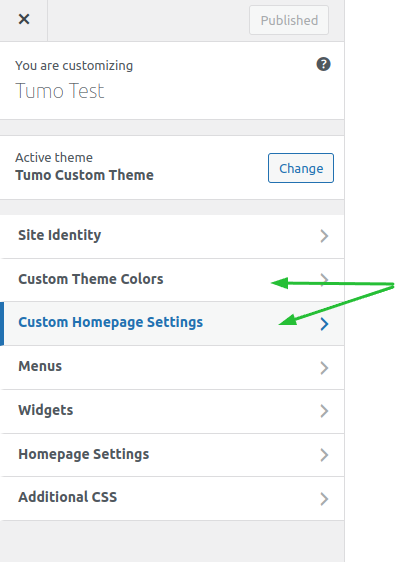 Published
You are customizing
Tumo Test
Active theme
Tumo Custom Theme
Change
Site Identity
Custom Theme Colors
Custom Homepage Settings
Menus
Widgets
Homepage Settings
Additional CSS